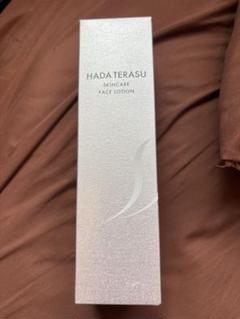 HADA TERASU
SKINCARE
FACE LOTION